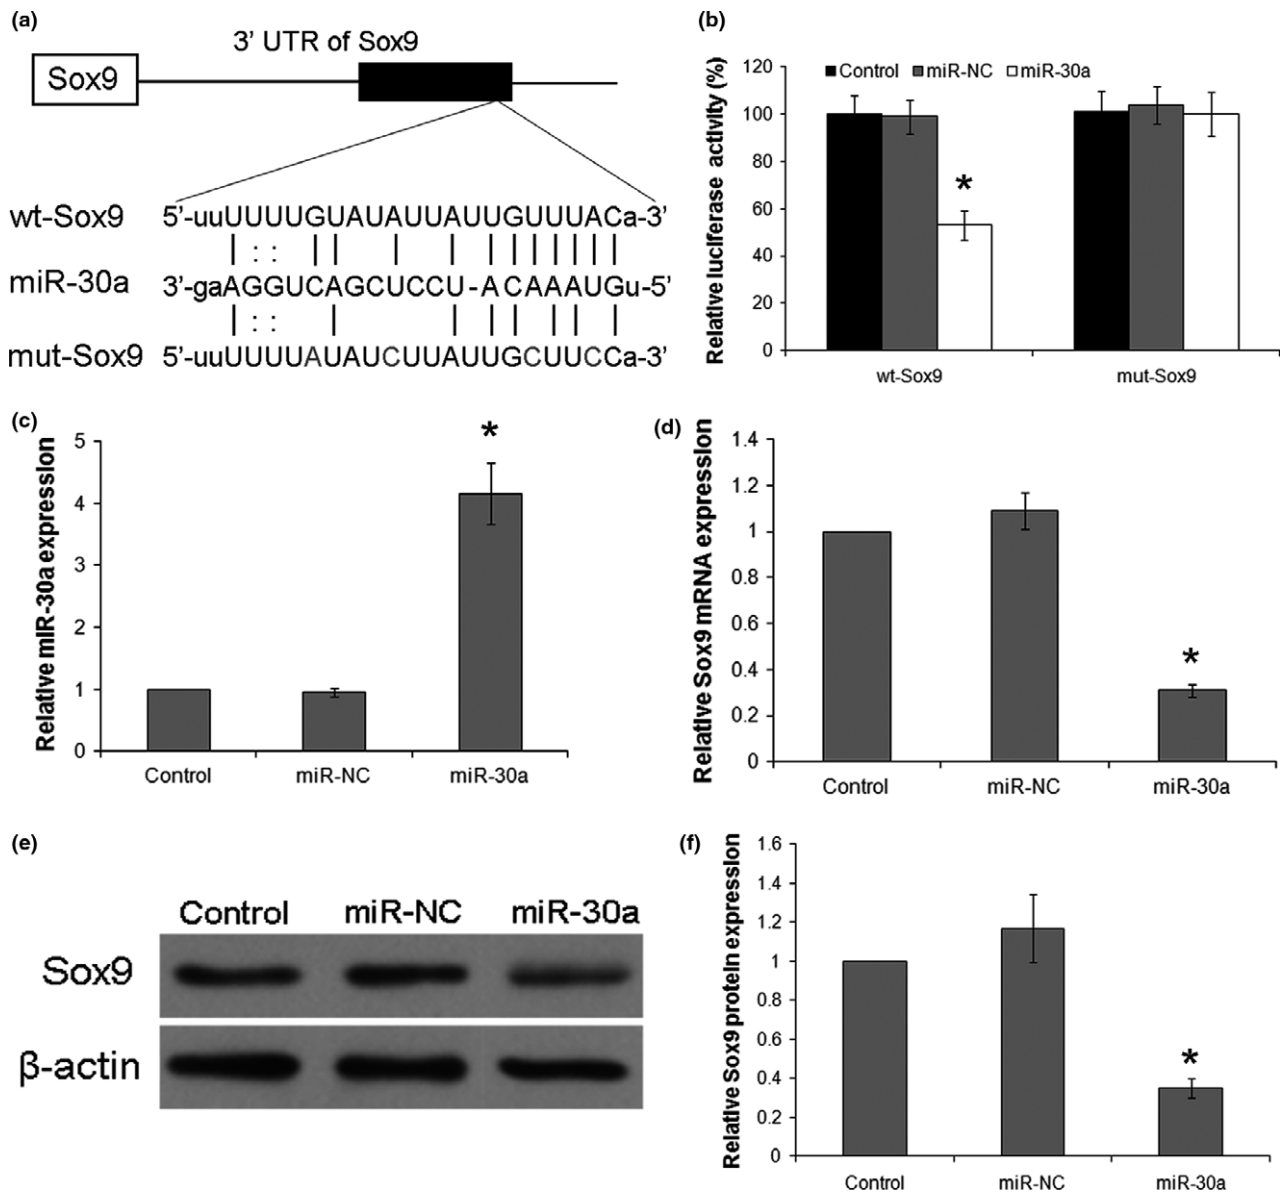 (a)
3’ UTR of Sox9
Sox9
wt-Sox9 5’-uuUUUUGUAUAUUAUUGUUUACa-3’
miR-30a 3’-gaAGGUCAGCUCCU-ACAAAUGu-5’
mut-Sox9 5’-uuUUUUAUAUCUUAUUGCUUCCa-3’
(b)
Relative luciferase activity (%)
Control miR-NC miR-30a
120
100
80
60
40
20
0
*
wt-Sox9 mut-Sox9
(c)
Relative mIR-30a expression
5
4
3
2
1
0
*
Control miR-NC miR-30a
(d)
Relative Sox9 mRNA expression
1.4
1.2
1
0.8
0.6
0.4
0.2
0
*
Control miR-NC miR-30a
(e)
Control miR-NC miR-30a
Sox9
β-actin
(f)
Relative Sox9 protein expression
1.6
1.4
1.2
1
0.8
0.6
0.4
0.2
0
*
Control miR-NC miR-30a